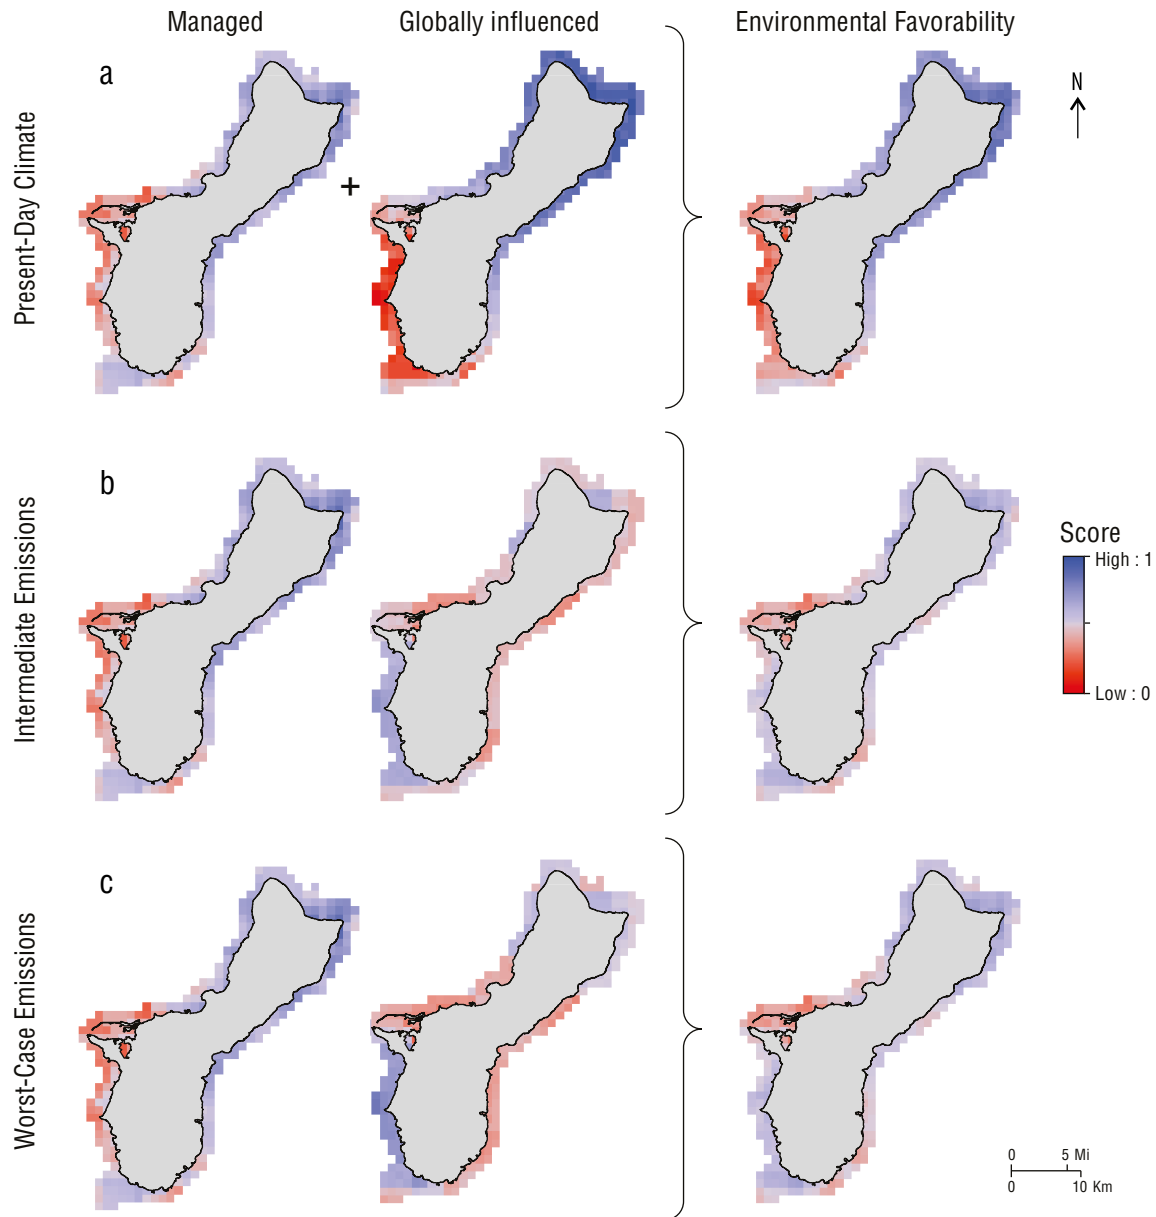 Managed
Globally influenced
Environmental Favorability
Present-Day Climate
a
+
N
Intermediate Emissions
b
Score
High : 1
Low : 0
Worst-Case Emissions
c
0 5 Mi
0 10 Km